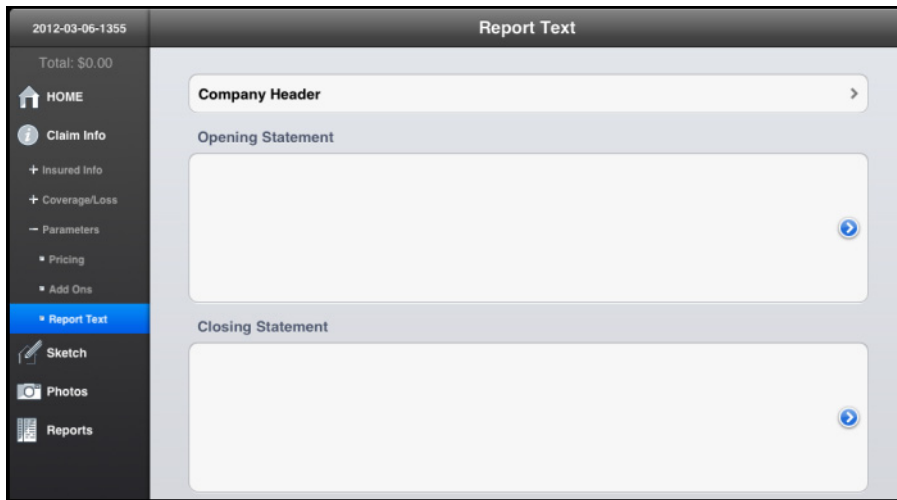 2012-03-06-1355
Report Text
Total: $0.00
HOME
Claim Info
+ Insured Info
+ Coverage/Loss
− Parameters
▪ Pricing
▪ Add Ons
▪ Report Text
Sketch
Photos
Reports
Company Header
Opening Statement
Closing Statement